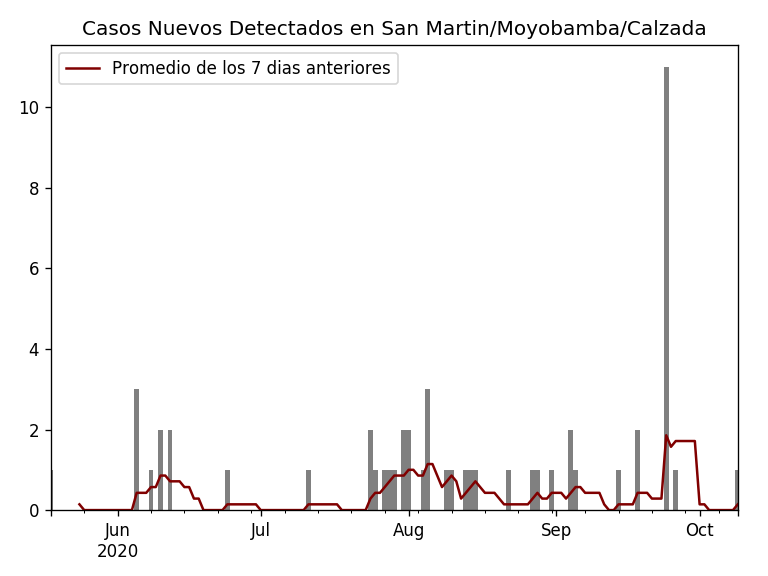 Casos Nuevos Detectados en San Martin/Moyobamba/Calzada
Promedio de los 7 dias anteriores
10
8
6
4
2
0
Jun Jul Aug Sep Oct
2020